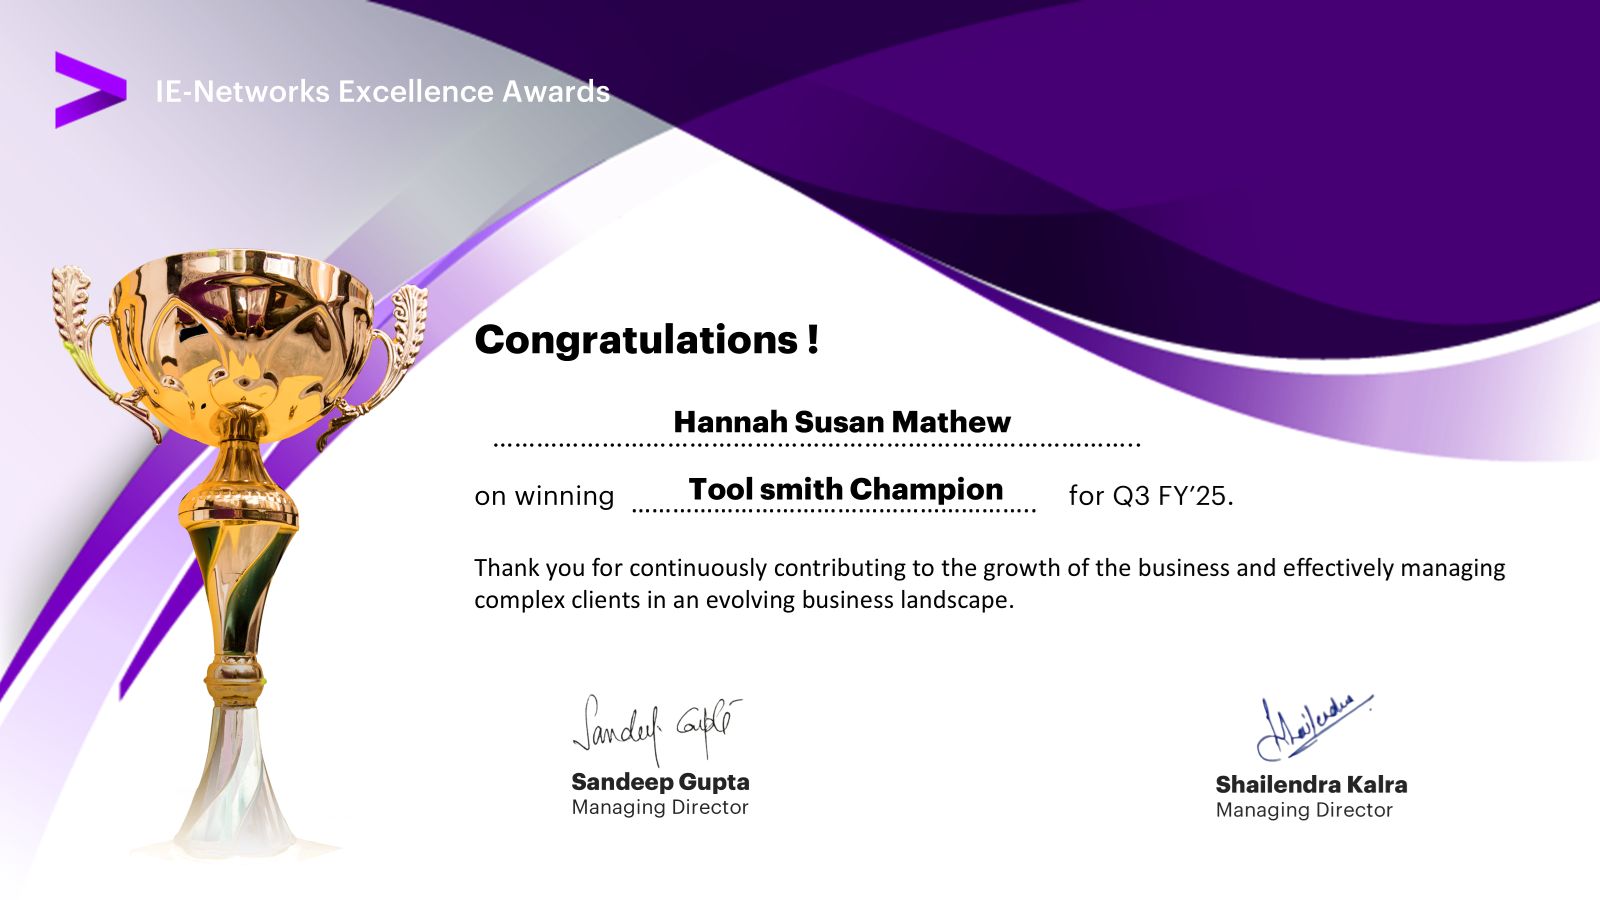 IE-Networks Excellence Awards
Congratulations !
Hannah Susan Mathew
on winning Tool smith Champion for Q3 FY’25.
Thank you for continuously contributing to the growth of the business and effectively managing
complex clients in an evolving business landscape.
Sandeep Gupta
Sandeep Gupta
Managing Director
Shailendra
Shailendra Kalra
Managing Director